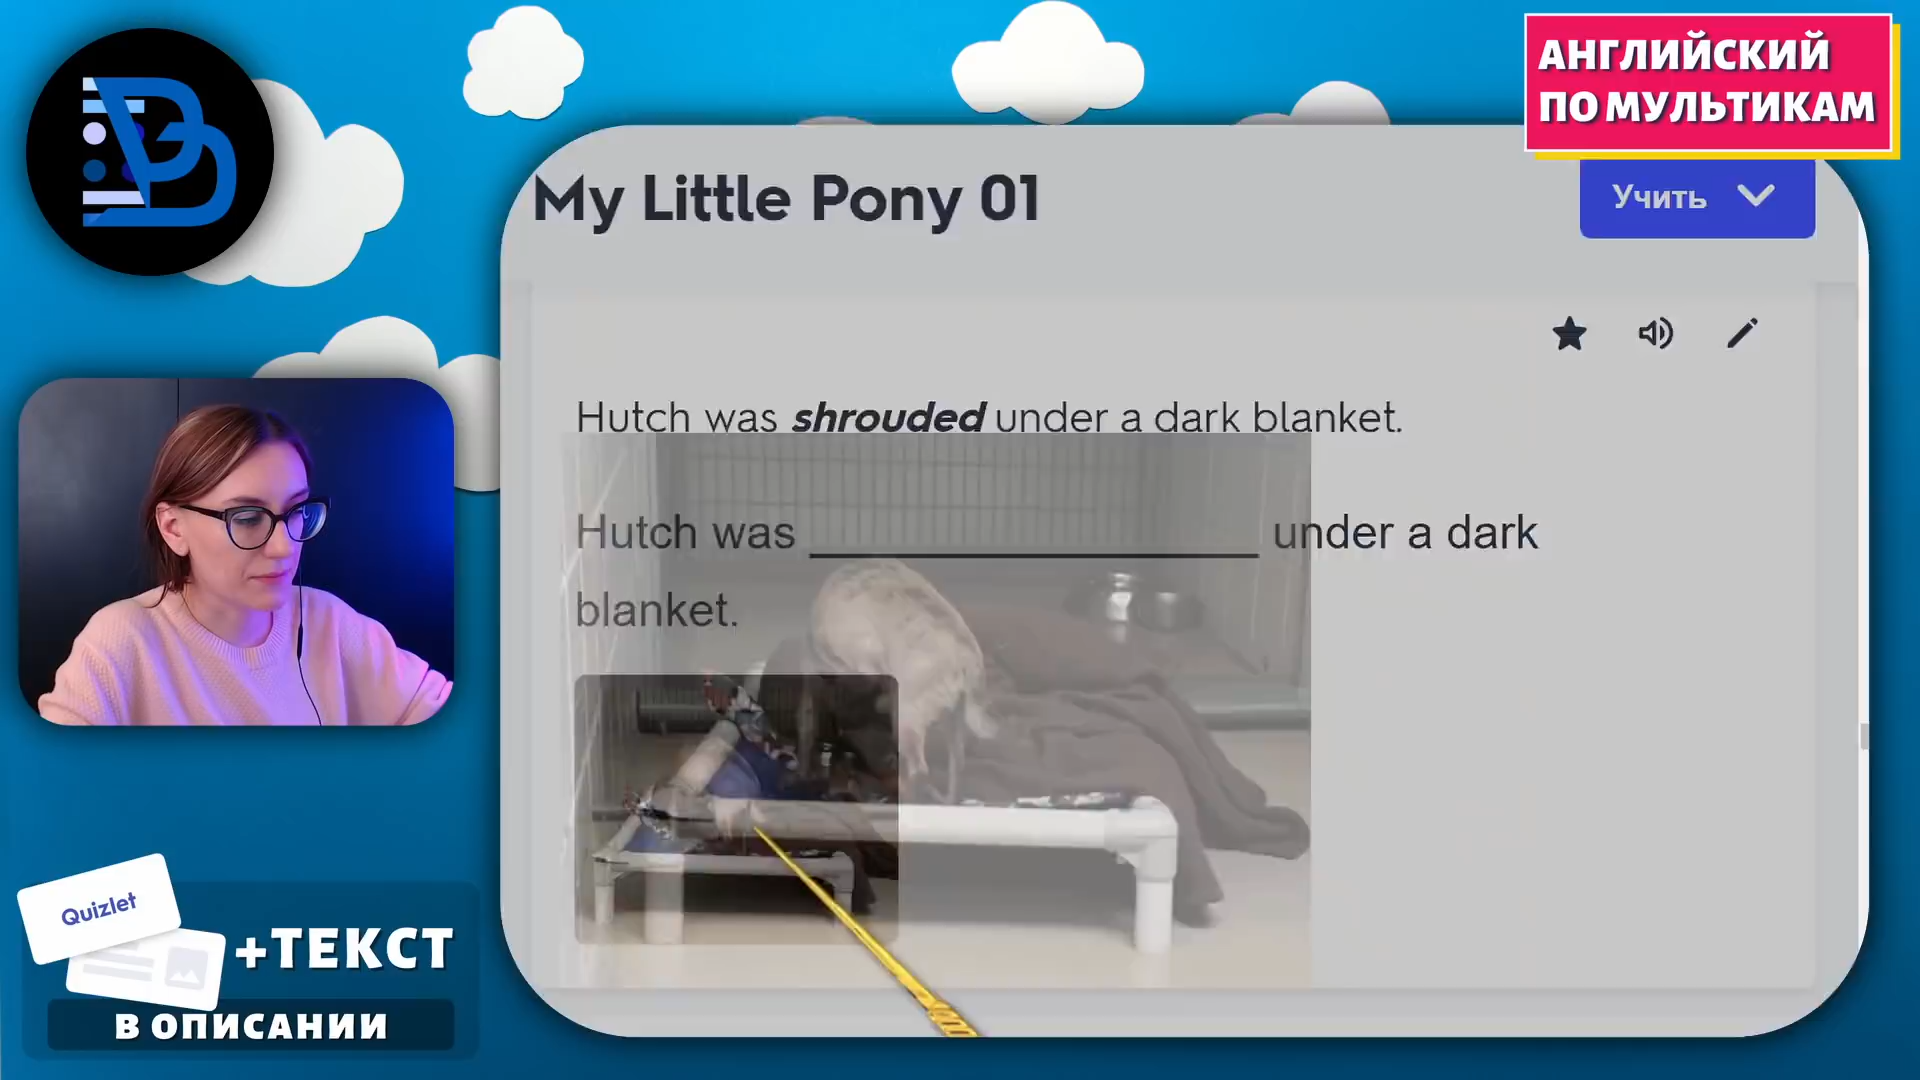 АНГЛИЙСКИЙ
ПО МУЛЬТИКАМ
My Little Pony 01
Учить
Hutch was shrouded under a dark blanket.
Hutch was ____________ under a dark
blanket.
Quizlet
+ТЕКСТ
В ОПИСАНИИ